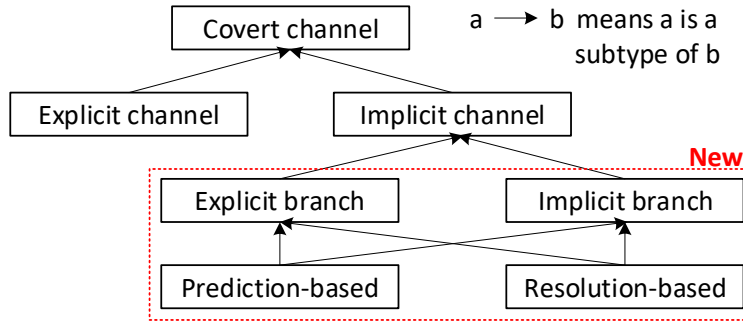 Covert channel
a → b means a is a
subtype of b
Explicit channel
Implicit channel
New
Explicit branch
Implicit branch
Prediction-based
Resolution-based